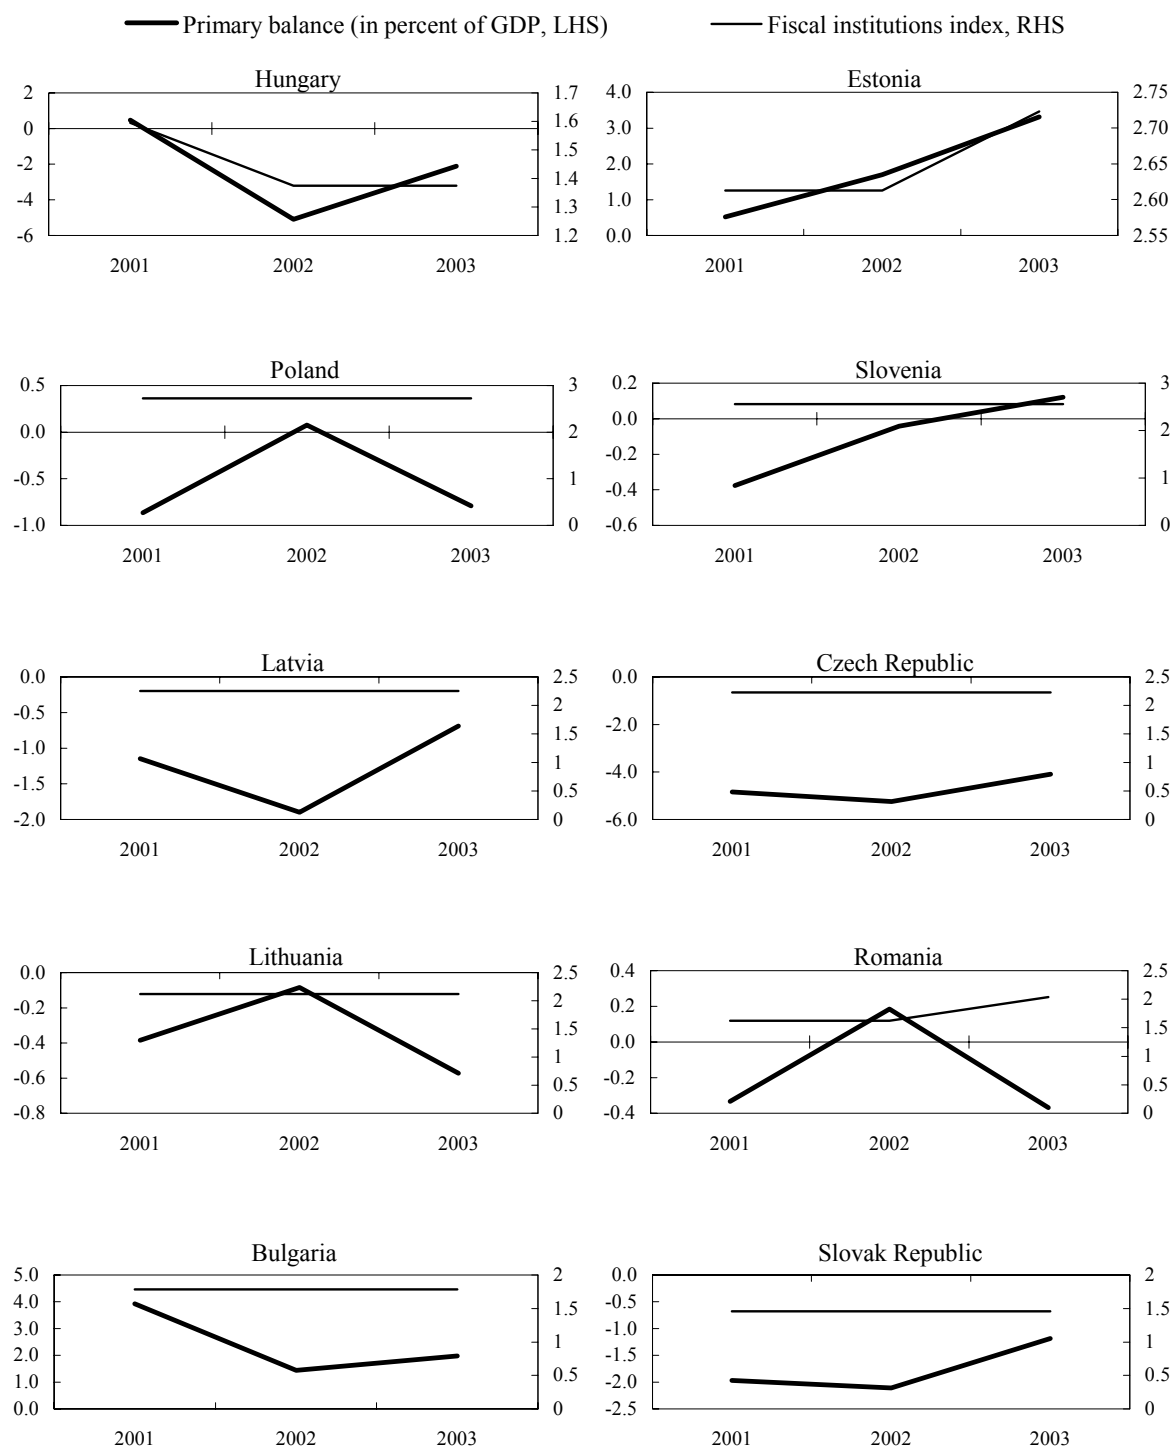 Primary balance (in percent of GDP, LHS) Fiscal institutions index, RHS
Hungary Estonia
2 1.7 4.0 2.75
0 1.6 3.0 2.70
-2 1.5 2.0 2.65
-4 1.4 1.0 2.60
-6 1.3 0.0 2.55
1.2
2001 2002 2003 2001 2002 2003
Poland Slovenia
0.5 3 0.2 3
0.0 2 0.0 2
-0.5 1 -0.2 1
-1.0 0 -0.4 0
-0.6
2001 2002 2003 2001 2002 2003
Latvia Czech Republic
0.0 2.5 0.0 2.5
-0.5 2 -2.0 2
-1.0 1.5 -4.0 1.5
-1.5 1 -6.0 1
-2.0 0.5 0.5
0 0
2001 2002 2003 2001 2002 2003
Lithuania Romania
0.0 2.5 0.4 2.5
-0.2 2 0.2 2
-0.4 1.5 0.0 1.5
-0.6 1 -0.2 1
-0.8 0.5 -0.4 0.5
0 0
2001 2002 2003 2001 2002 2003
Bulgaria Slovak Republic
5.0 2 0.0 2
4.0 1.5 -0.5 1.5
3.0 1 -1.0 1
2.0 0.5 -1.5 0.5
1.0 0 -2.0 0
0.0 -2.5
2001 2002 2003 2001 2002 2003